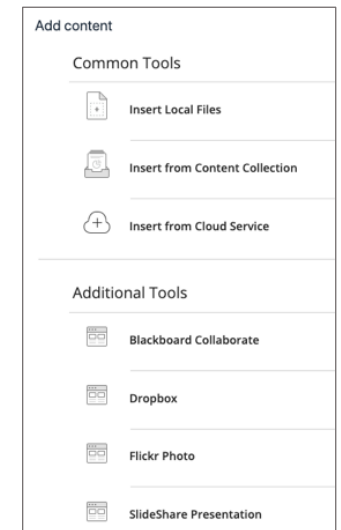 Add content
Common Tools
Insert Local Files
Insert from Content Collection
Insert from Cloud Service
Additional Tools
Blackboard Collaborate
Dropbox
Flickr Photo
SlideShare Presentation